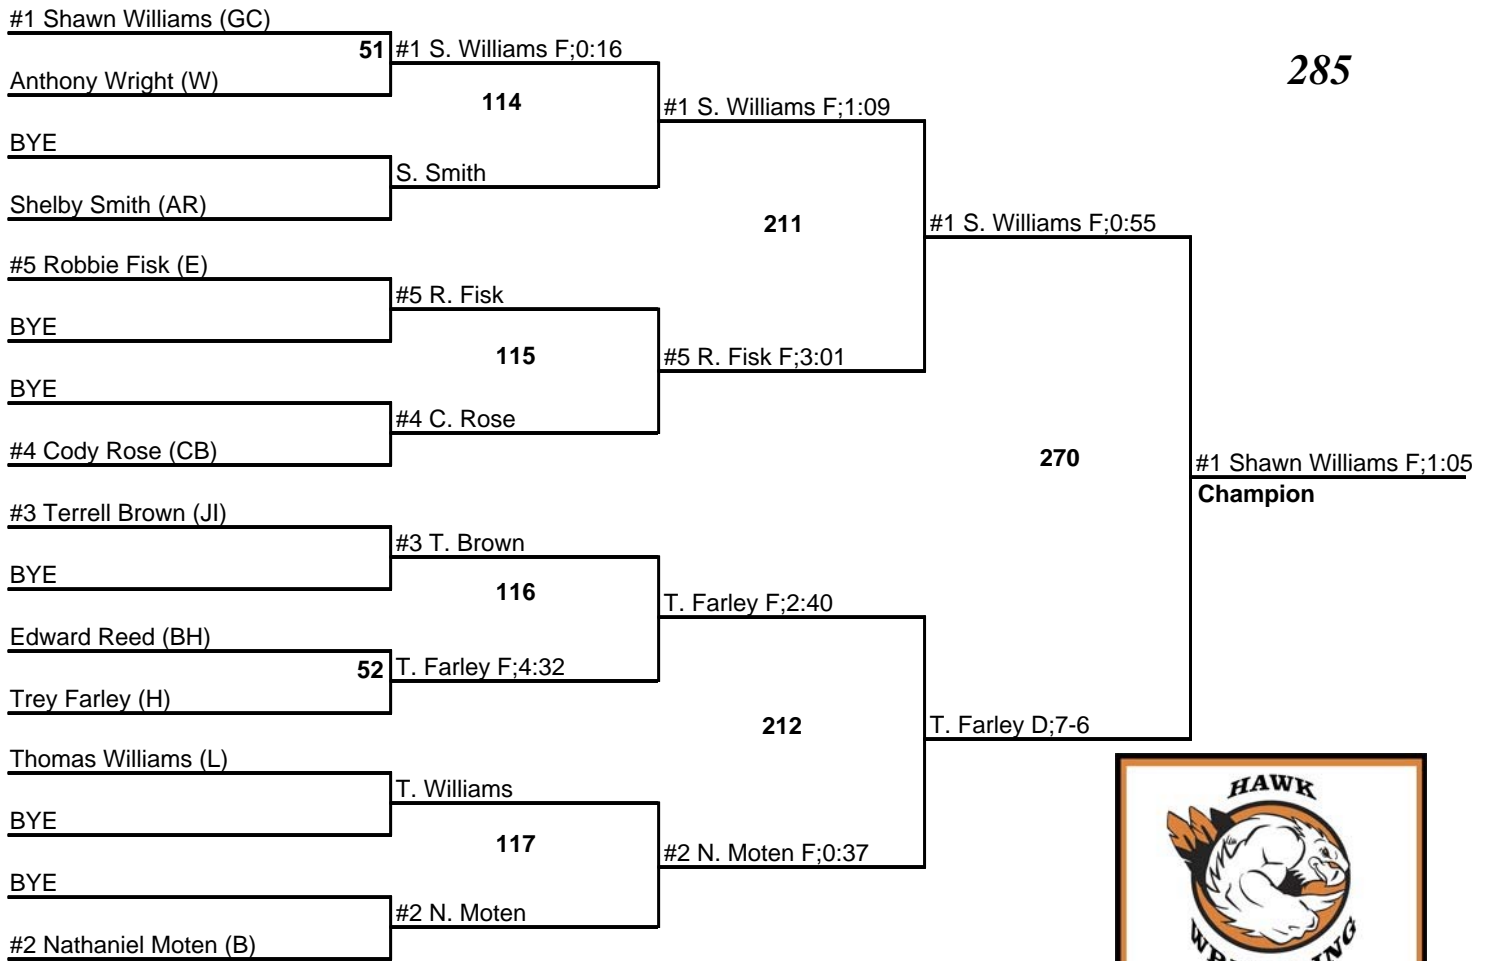 #1 Shawn Williams (GC)
51
#1 S. Williams F;0:16
Anthony Wright (W)
285
114
#1 S. Williams F;1:09
BYE
S. Smith
Shelby Smith (AR)
211
#1 S. Williams F;0:55
#5 Robbie Fisk (E)
#5 R. Fisk
BYE
115
#5 R. Fisk F;3:01
BYE
#4 C. Rose
#4 Cody Rose (CB)
270
#1 Shawn Williams F;1:05
Champion
#3 Terrell Brown (JI)
#3 T. Brown
BYE
116
T. Farley F;2:40
Edward Reed (BH)
52
T. Farley F;4:32
Trey Farley (H)
212
T. Farley D;7-6
Thomas Williams (L)
T. Williams
BYE
117
#2 N. Moten F;0:37
BYE
#2 N. Moten
#2 Nathaniel Moten (B)
HAWK
WRESTLING